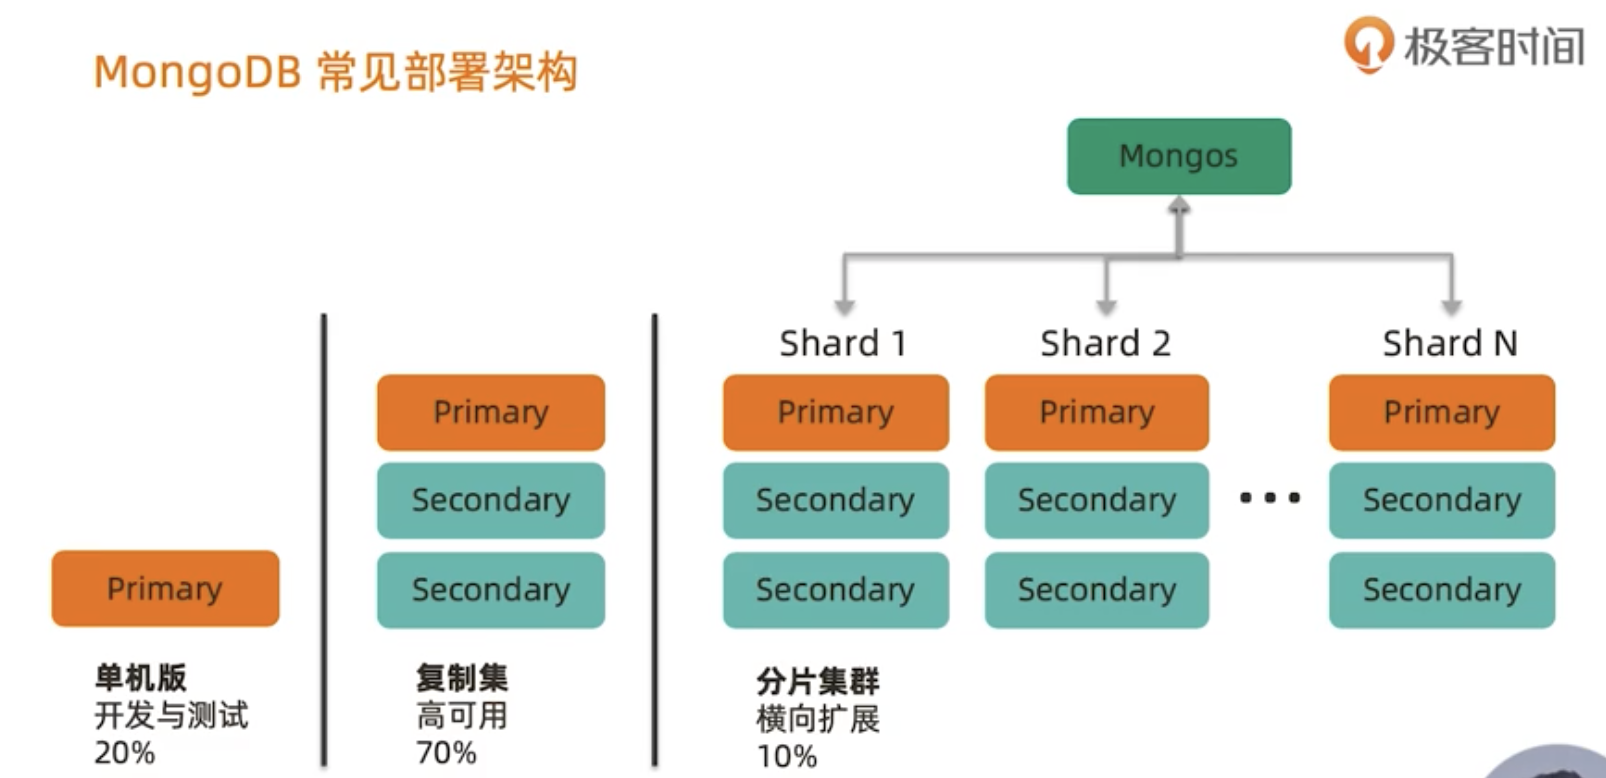 MongoDB 常见部署架构
极客时间
Mongos
Shard 1
Shard 2
Shard N
Primary
Primary
Primary
Primary
Secondary
Secondary
Secondary
...
Secondary
Primary
Secondary
Secondary
Secondary
Secondary
单机版
开发与测试
20%
复制集
高可用
70%
分片集群
横向扩展
10%